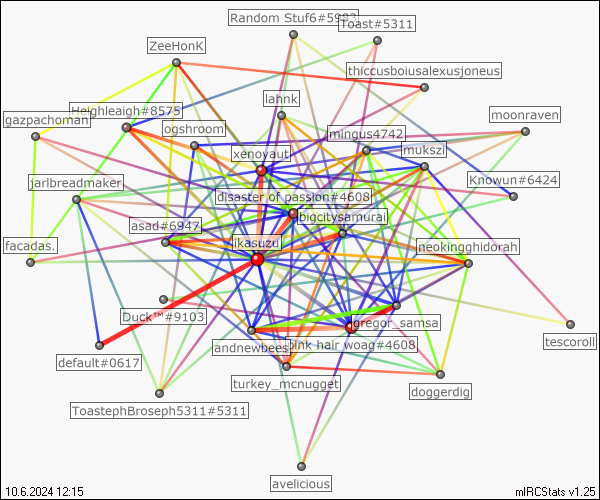 Random Stuf6#5983
Toast#5311
ZeeHonK
thiccusboiusalexusjoneus
lahnk
Heighleaigh#8575
gazpachoman
ogshroom
mingus4742
moonraven
xenoyaut
mukszi
jarlbreadmaker
Knowun#6424
disaster of passion#4608
asad#6947
bigcitysamurai
ikasuzu
facadas.
neokingghidorah
Duck™#9103
gregor_samsa
default#0617
andnewbees
pink hair woag#4608
tescoroll
turkey_mcnugget
doggerdig
ToastephBroseph5311#5311
avelicious
10.6.2024 12:15
mIRCStats v1.25